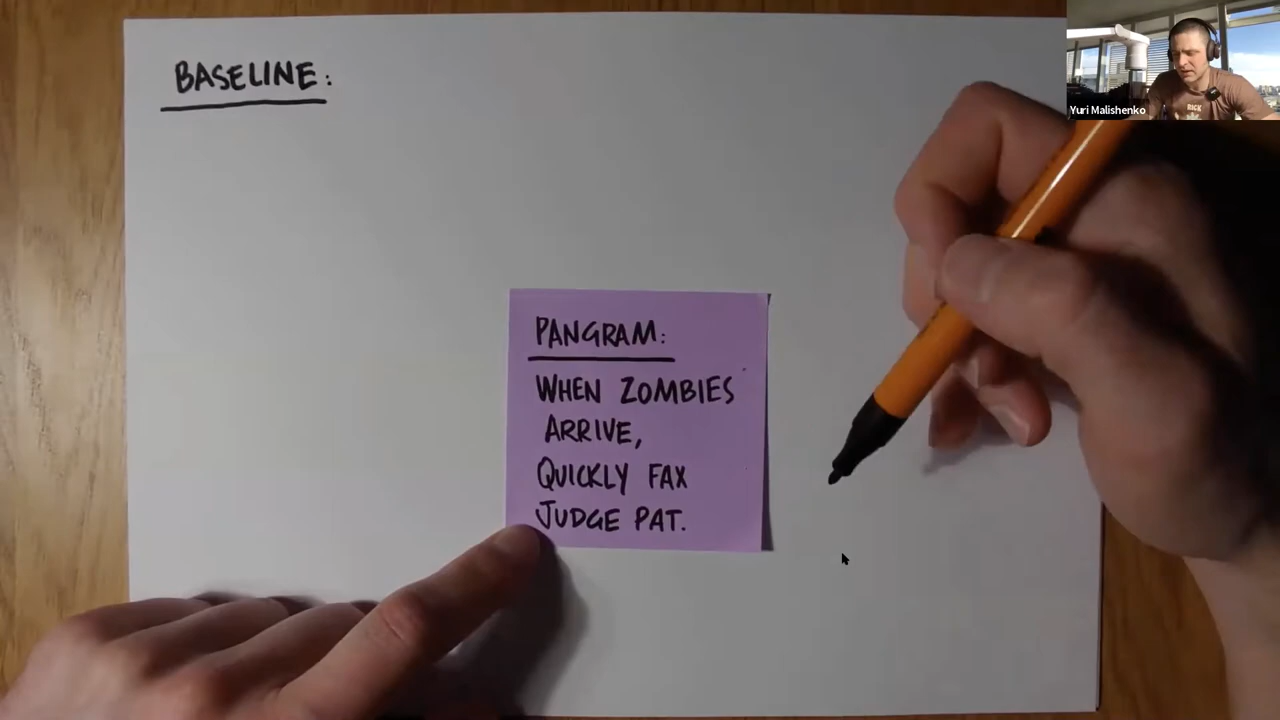 BASELINE:
Yuri Malishenko
PANGRAM:
WHEN ZOMBIES
ARRIVE,
QUICKLY FAX
JUDGE PAT.